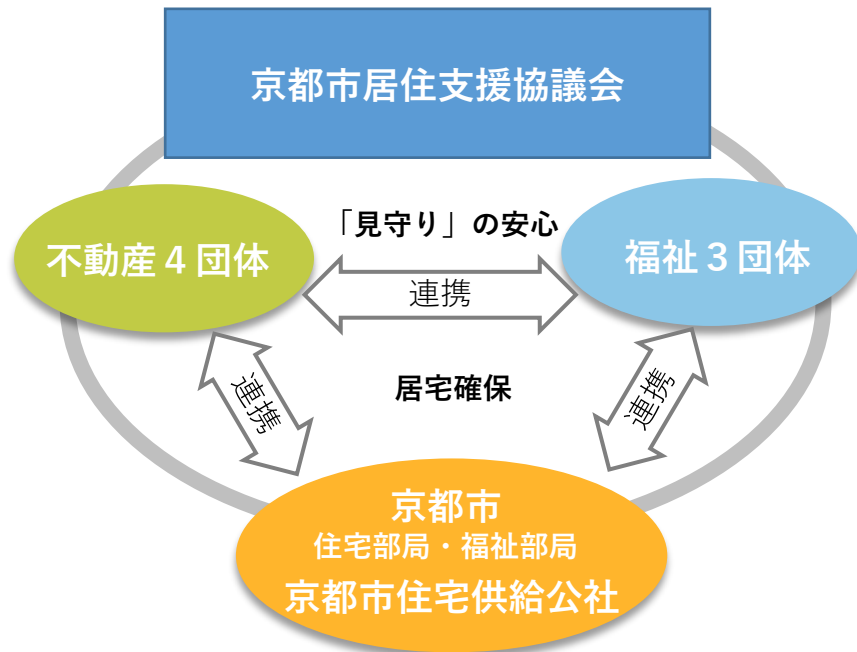 京都市居住支援協議会
「見守り」の安心
不動産４団体
福祉３団体
連携
居宅確保
連携
連携
京都市
住宅部局・福祉部局
京都市住宅供給公社